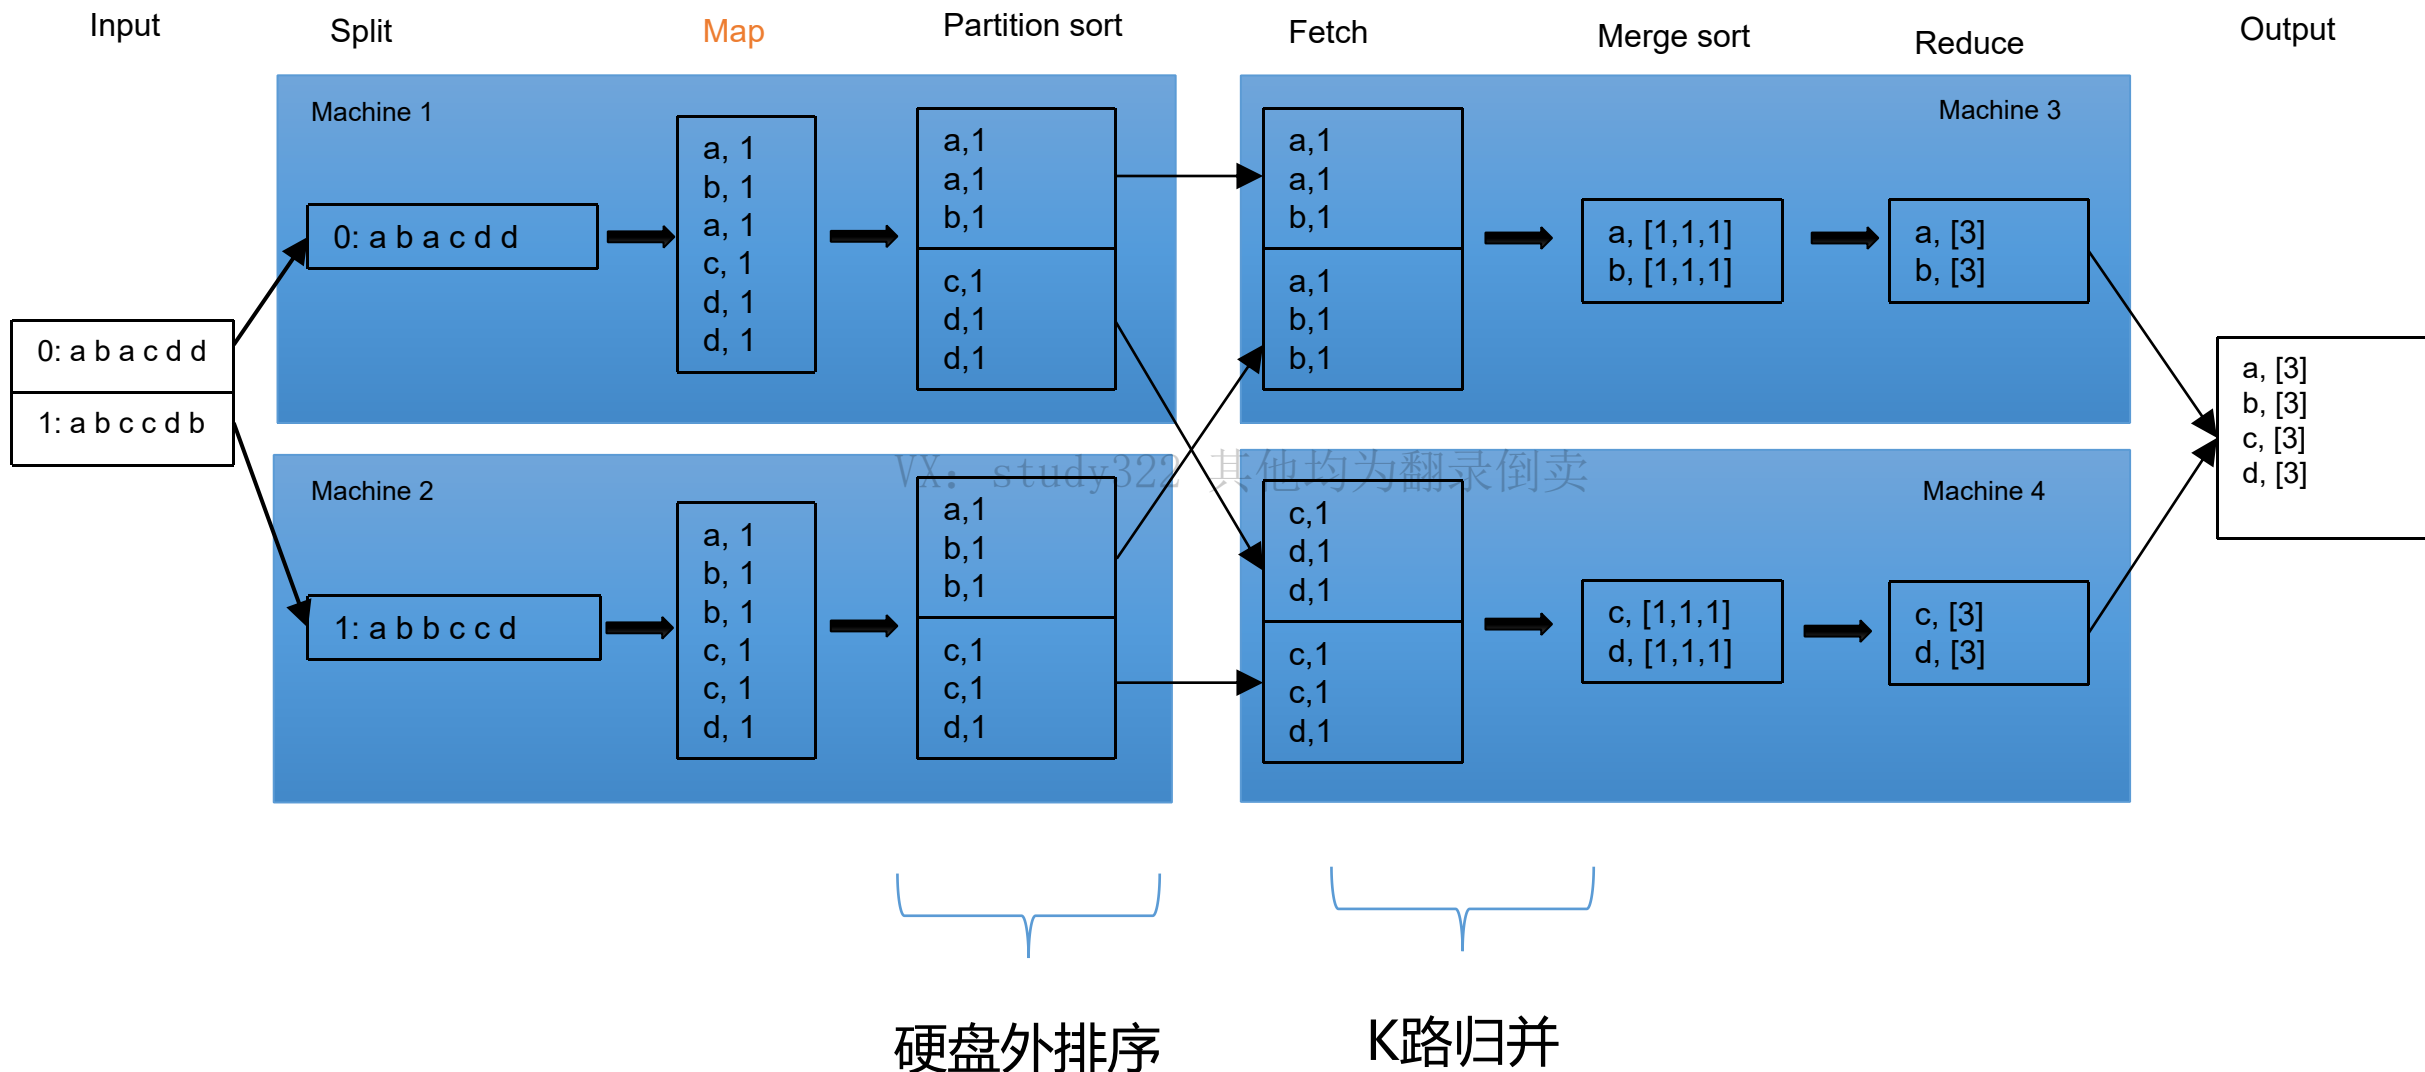 Input
Split
Map
Partition sort
Fetch
Merge sort
Reduce
Output
0: a b a c d d
1: a b c c d b
Machine 1
0: a b a c d d
a, 1
b, 1
a, 1
c, 1
d, 1
d, 1
a,1
a,1
b,1
c,1
d,1
d,1
Machine 2
1: a b b c c d
a, 1
b, 1
b, 1
c, 1
c, 1
d, 1
a,1
b,1
b,1
c,1
c,1
d,1
Machine 3
a,1
a,1
b,1
a,1
b,1
b,1
a, [1,1,1]
b, [1,1,1]
a, [3]
b, [3]
VX: study322 其他均为翻录倒卖
Machine 4
c,1
d,1
d,1
c,1
c,1
d,1
c, [1,1,1]
d, [1,1,1]
c, [3]
d, [3]
a, [3]
b, [3]
c, [3]
d, [3]
硬盘外排序
K路归并